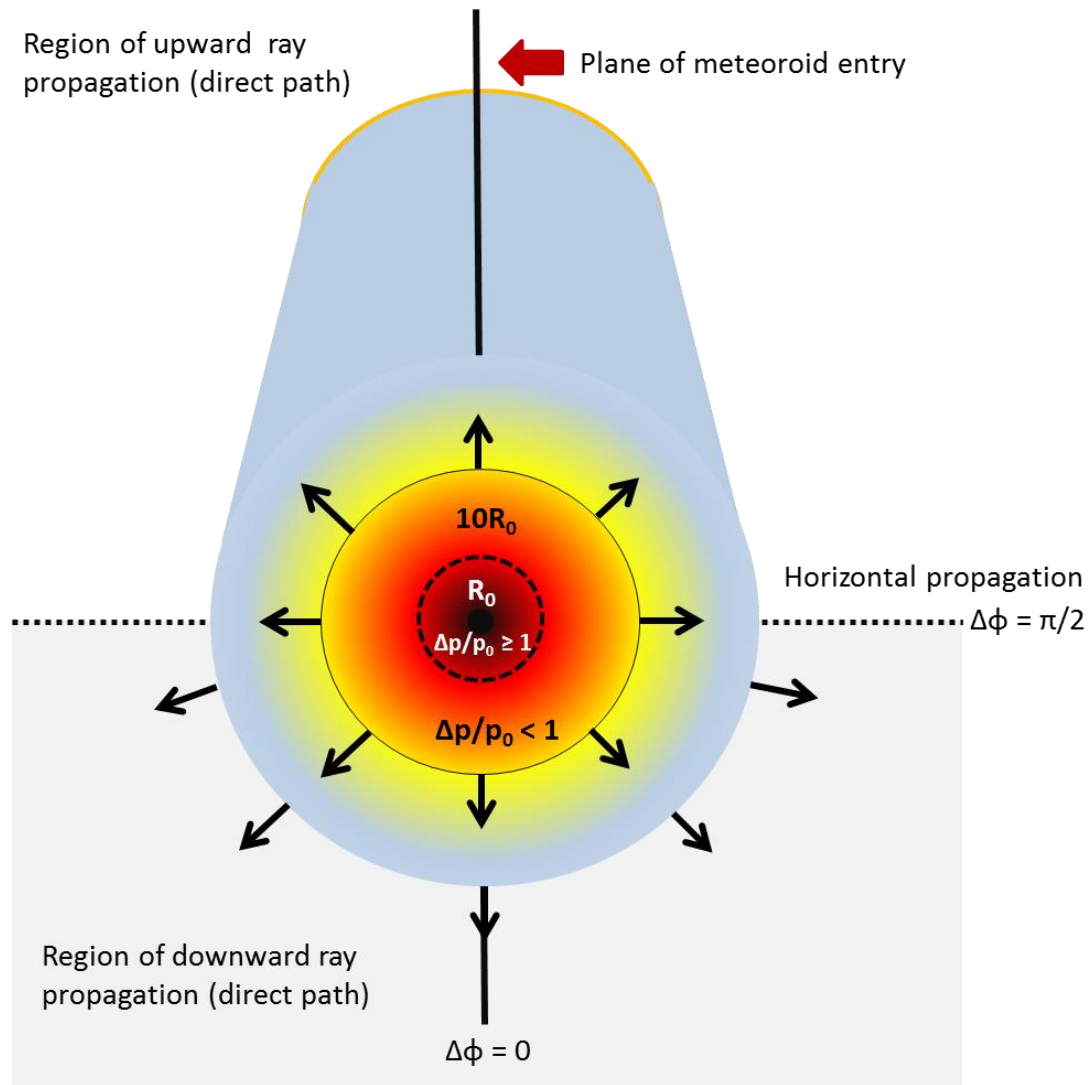 Region of upward ray
propagation (direct path)
Plane of meteoroid entry
10R₀
R₀
Δp/p₀ ≥ 1
Δp/p₀ < 1
Horizontal propagation
Δϕ = π/2
Region of downward ray
propagation (direct path)
Δϕ = 0